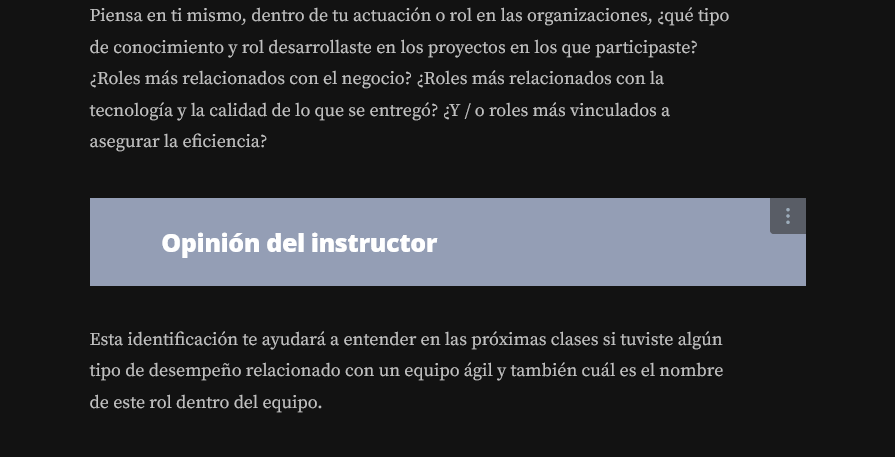 Piensa en ti mismo, dentro de tu actuación o rol en las organizaciones, ¿qué tipo
de conocimiento y rol desarrollaste en los proyectos en los que participaste?
¿Roles más relacionados con el negocio? ¿Roles más relacionados con la
tecnología y la calidad de lo que se entregó? ¿Y / o roles más vinculados a
asegurar la eficiencia?
Opinión del instructor
Esta identificación te ayudará a entender en las próximas clases si tuviste algún
tipo de desempeño relacionado con un equipo ágil y también cuál es el nombre
de este rol dentro del equipo.